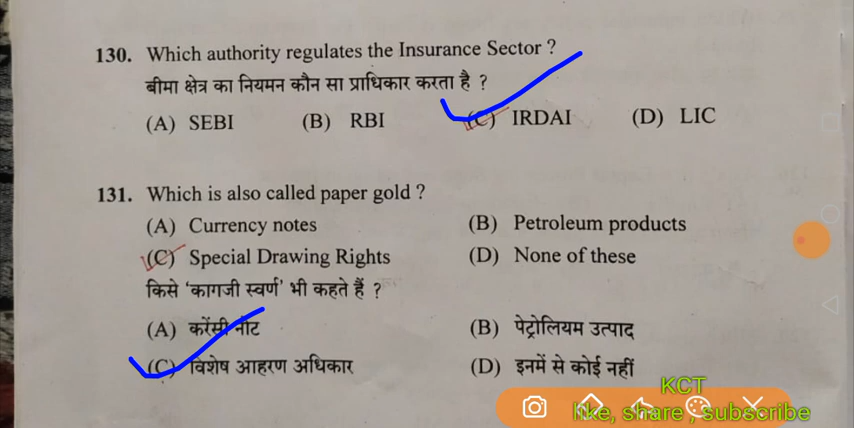 130. Which authority regulates the Insurance Sector ?
बीमा क्षेत्र का नियमन कौन सा प्राधिकार करता है ?
(A) SEBI (B) RBI (C) IRDAI (D) LIC
131. Which is also called paper gold ?
(A) Currency notes (B) Petroleum products
(C) Special Drawing Rights (D) None of these
किसे ‘कागजी स्वर्ण’ भी कहते हैं ?
(A) करेंसी नोट (B) पेट्रोलियम उत्पाद
(C) विशेष आहरण अधिकार (D) इनमें से कोई नहीं
KCT
like, share , subscribe